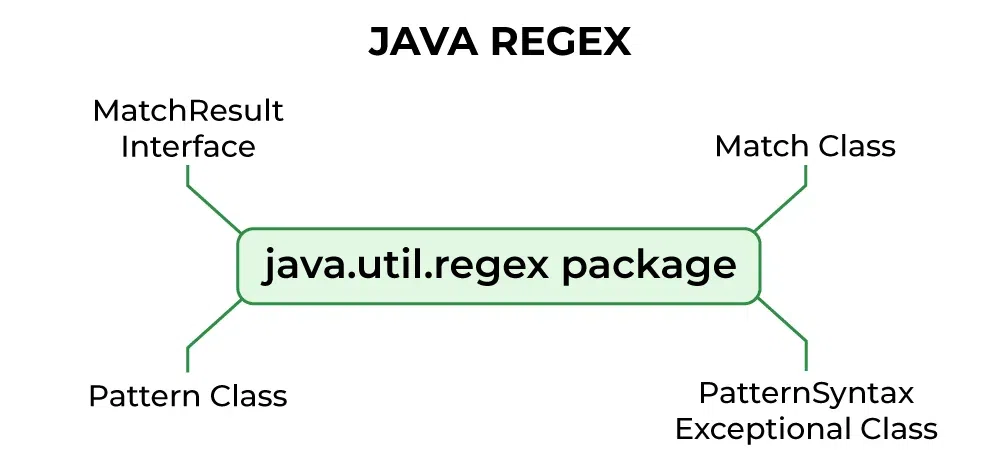 JAVA REGEX
MatchResult
Interface
Match Class
java.util.regex package
Pattern Class
PatternSyntax
Exceptional Class